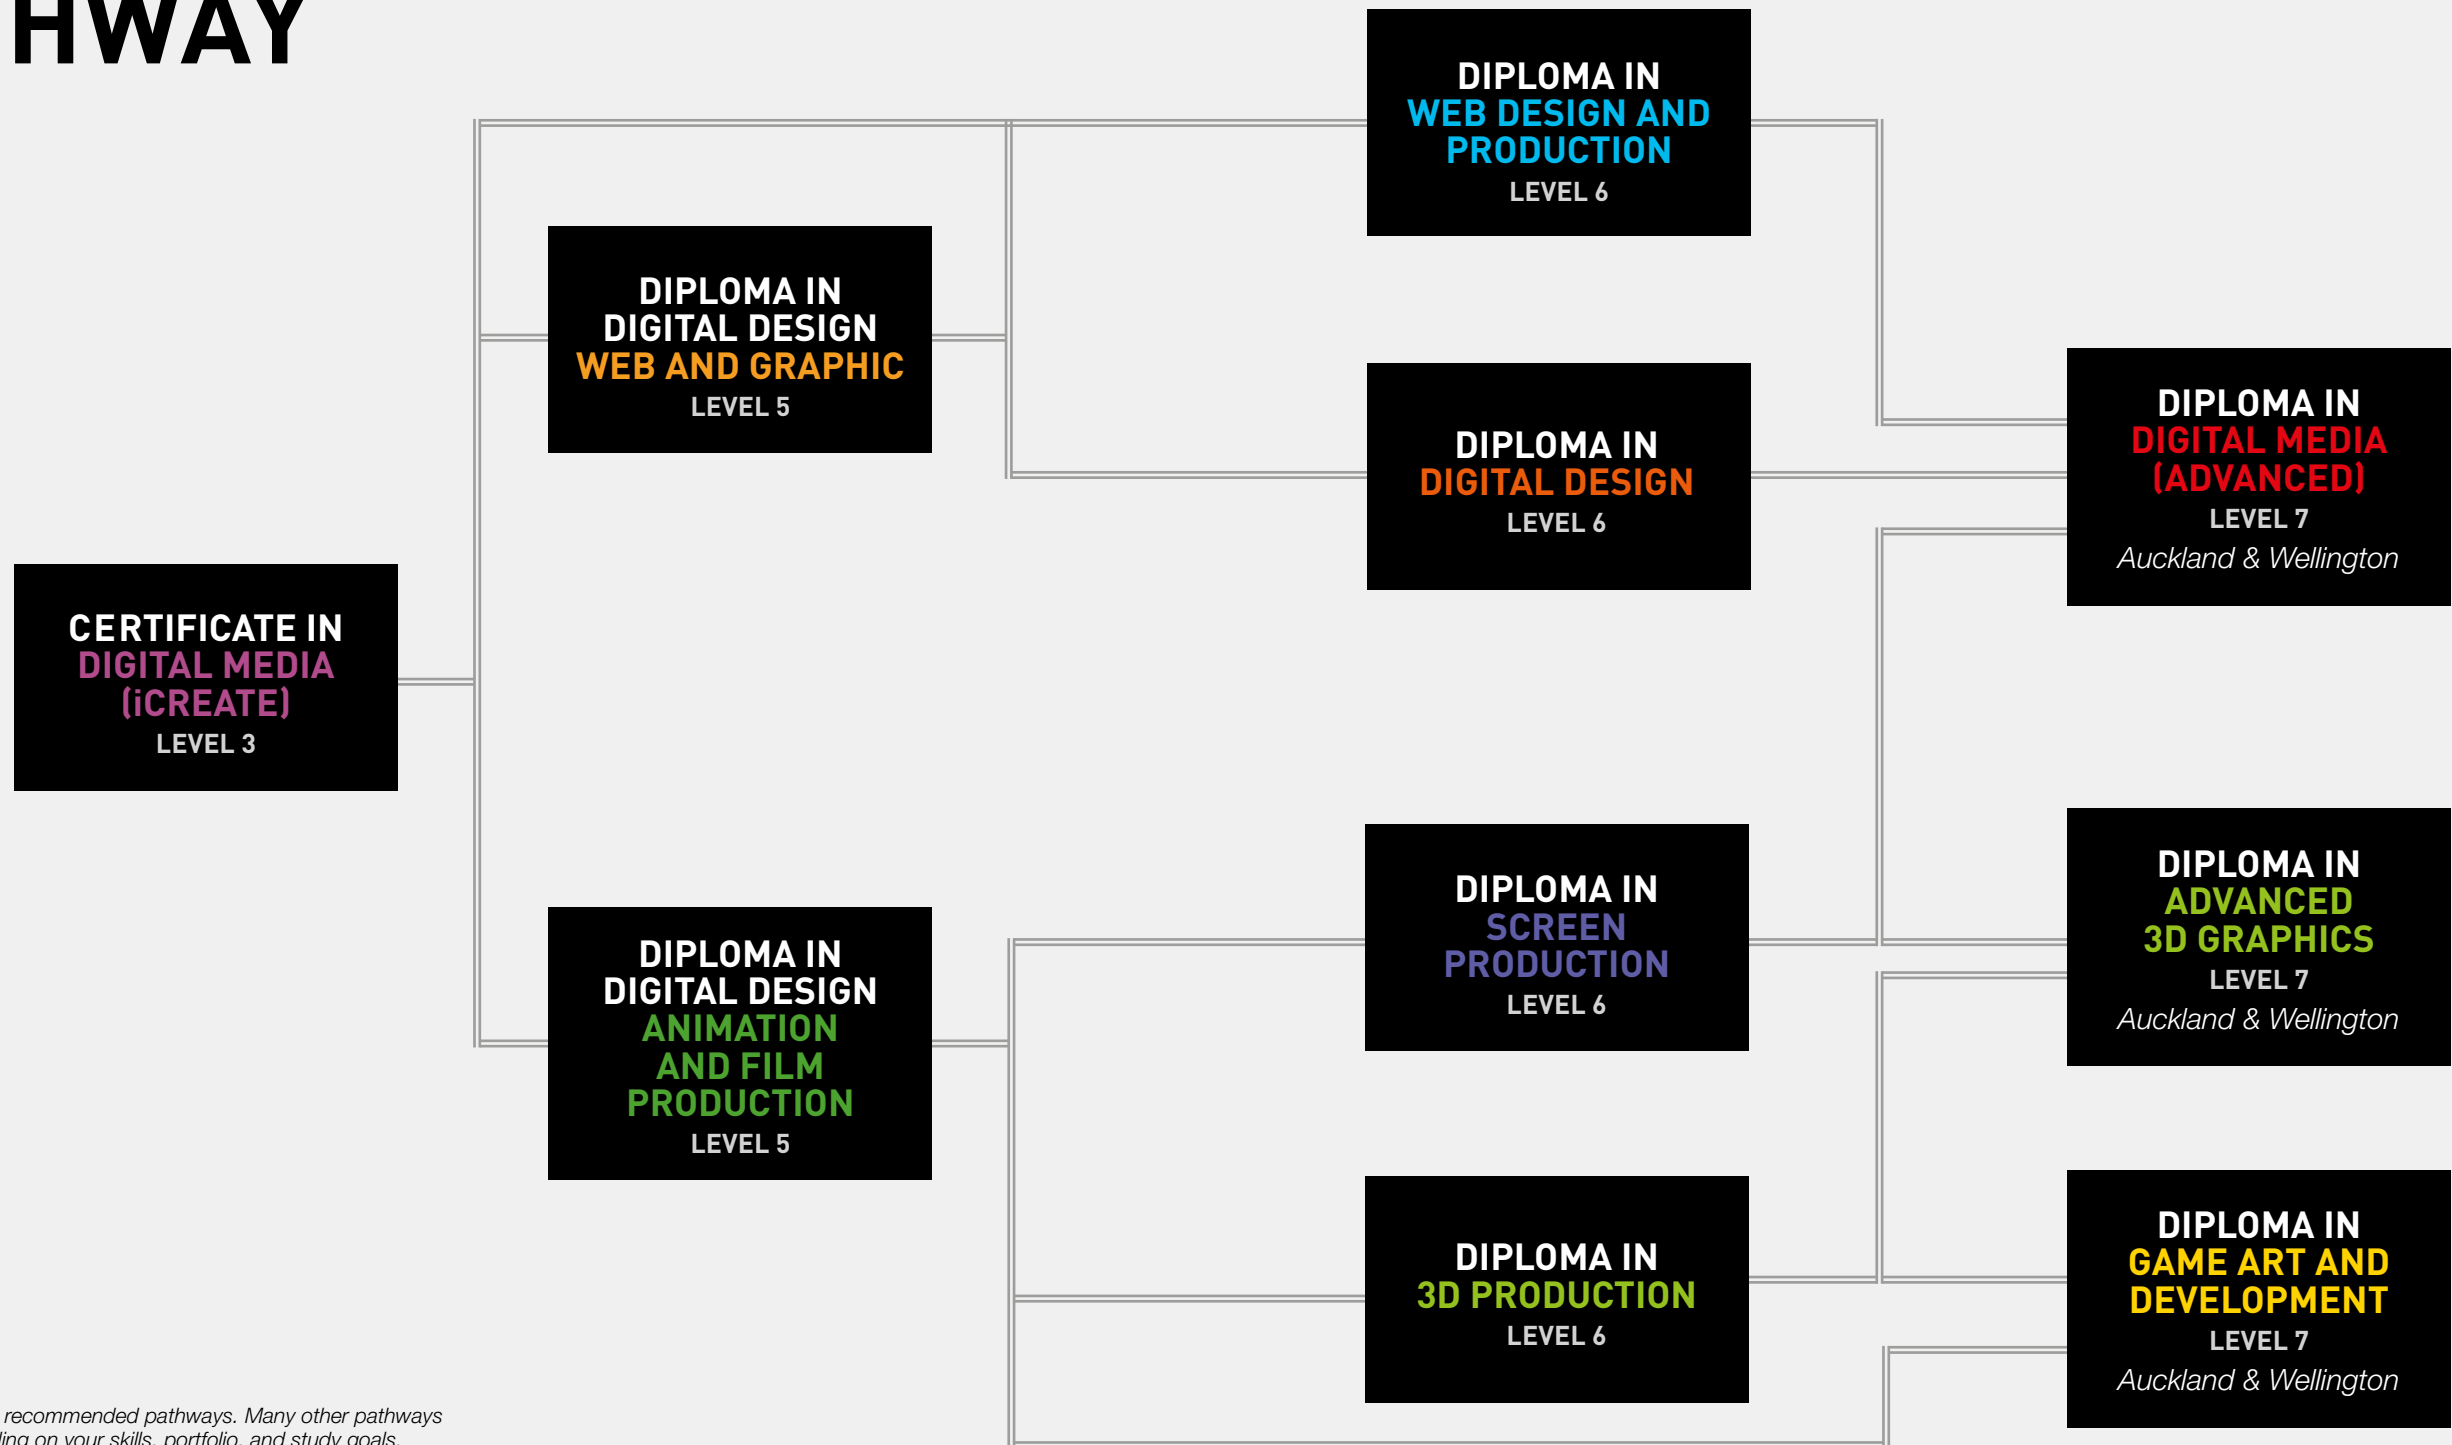 HWAY
DIPLOMA IN
WEB DESIGN AND
PRODUCTION
LEVEL 6
DIPLOMA IN
DIGITAL DESIGN
WEB AND GRAPHIC
LEVEL 5
DIPLOMA IN
DIGITAL DESIGN
LEVEL 6
DIPLOMA IN
DIGITAL MEDIA
(ADVANCED)
LEVEL 7
Auckland & Wellington
CERTIFICATE IN
DIGITAL MEDIA
(iCREATE)
LEVEL 3
DIPLOMA IN
SCREEN
PRODUCTION
LEVEL 6
DIPLOMA IN
ADVANCED
3D GRAPHICS
LEVEL 7
Auckland & Wellington
DIPLOMA IN
DIGITAL DESIGN
ANIMATION
AND FILM
PRODUCTION
LEVEL 5
DIPLOMA IN
3D PRODUCTION
LEVEL 6
DIPLOMA IN
GAME ART AND
DEVELOPMENT
LEVEL 7
Auckland & Wellington
recommended pathways. Many other pathways
ing on your skills, portfolio, and study goals.